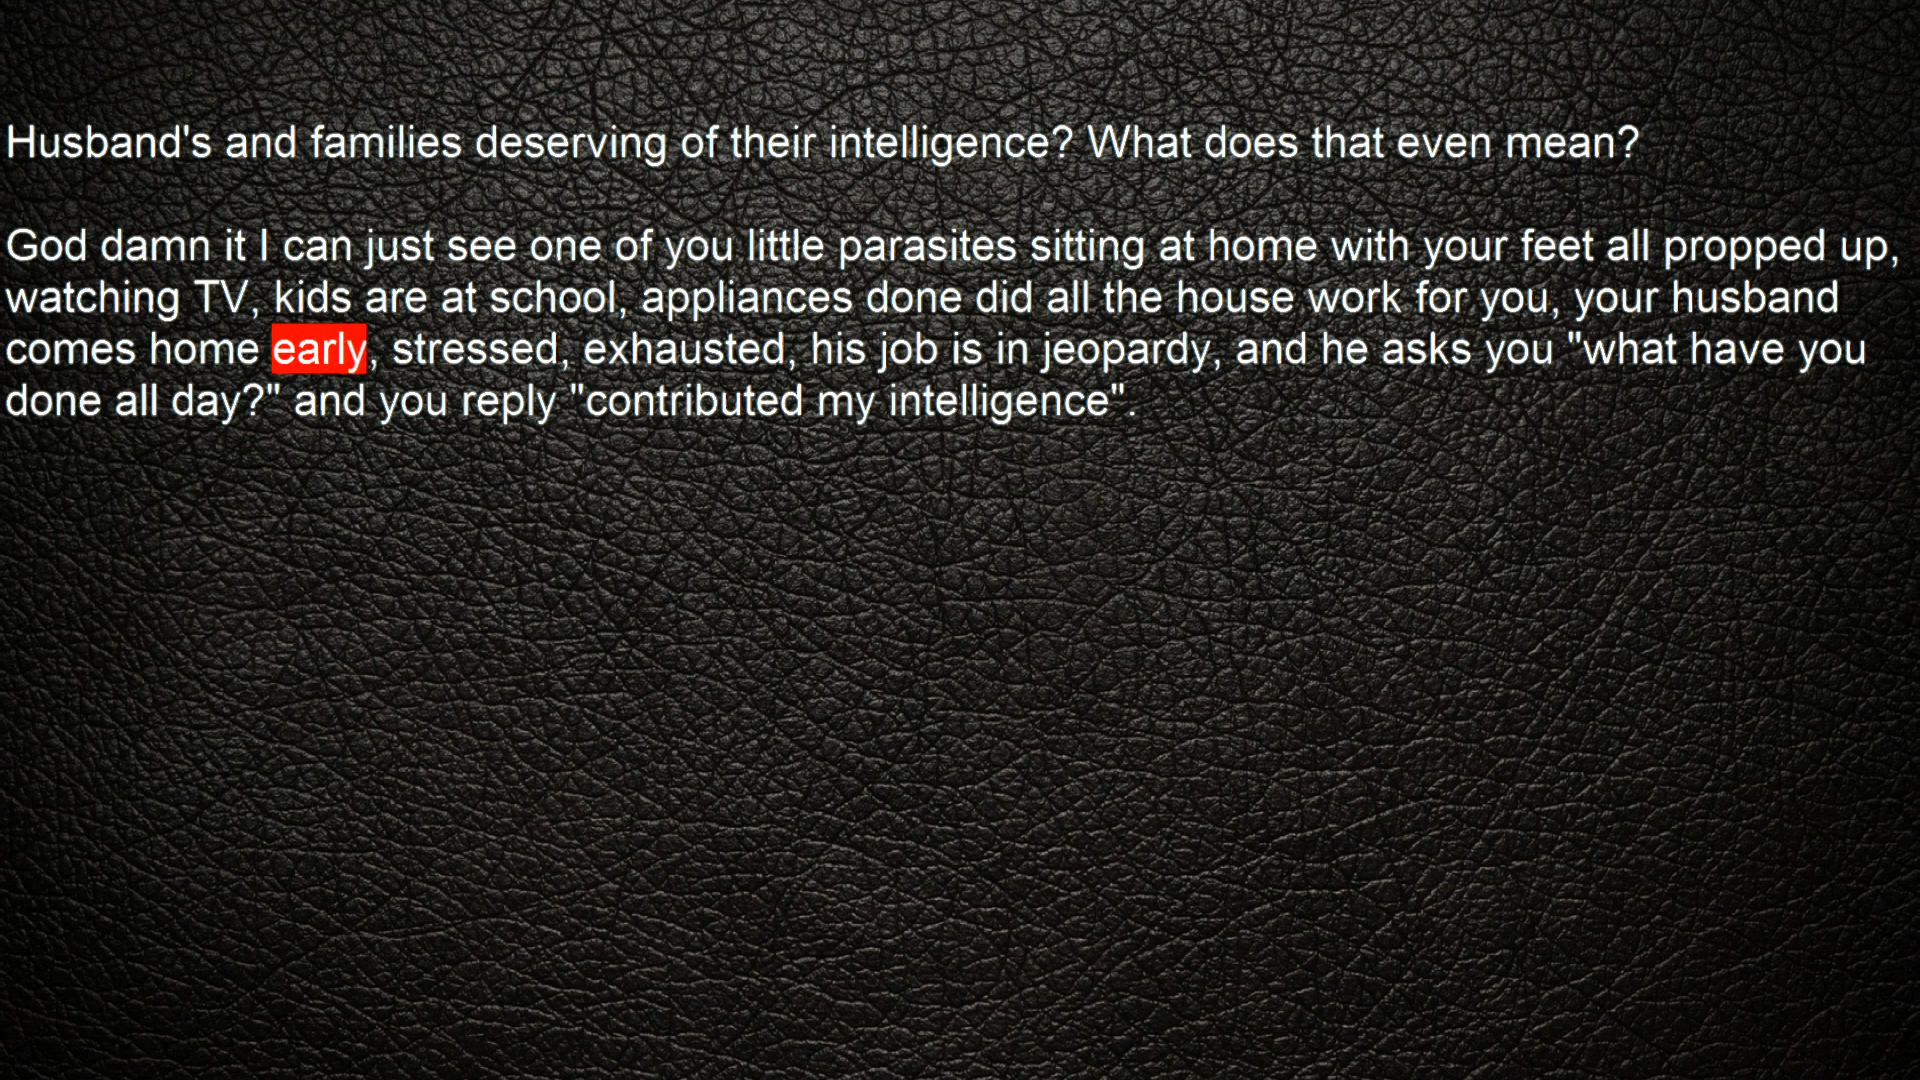 Husband's and families deserving of their intelligence? What does that even mean?
God damn it I can just see one of you little parasites sitting at home with your feet all propped up,
watching TV, kids are at school, appliances done did all the house work for you, your husband
comes home early, stressed, exhausted, his job is in jeopardy, and he asks you "what have you
done all day?" and you reply "contributed my intelligence".